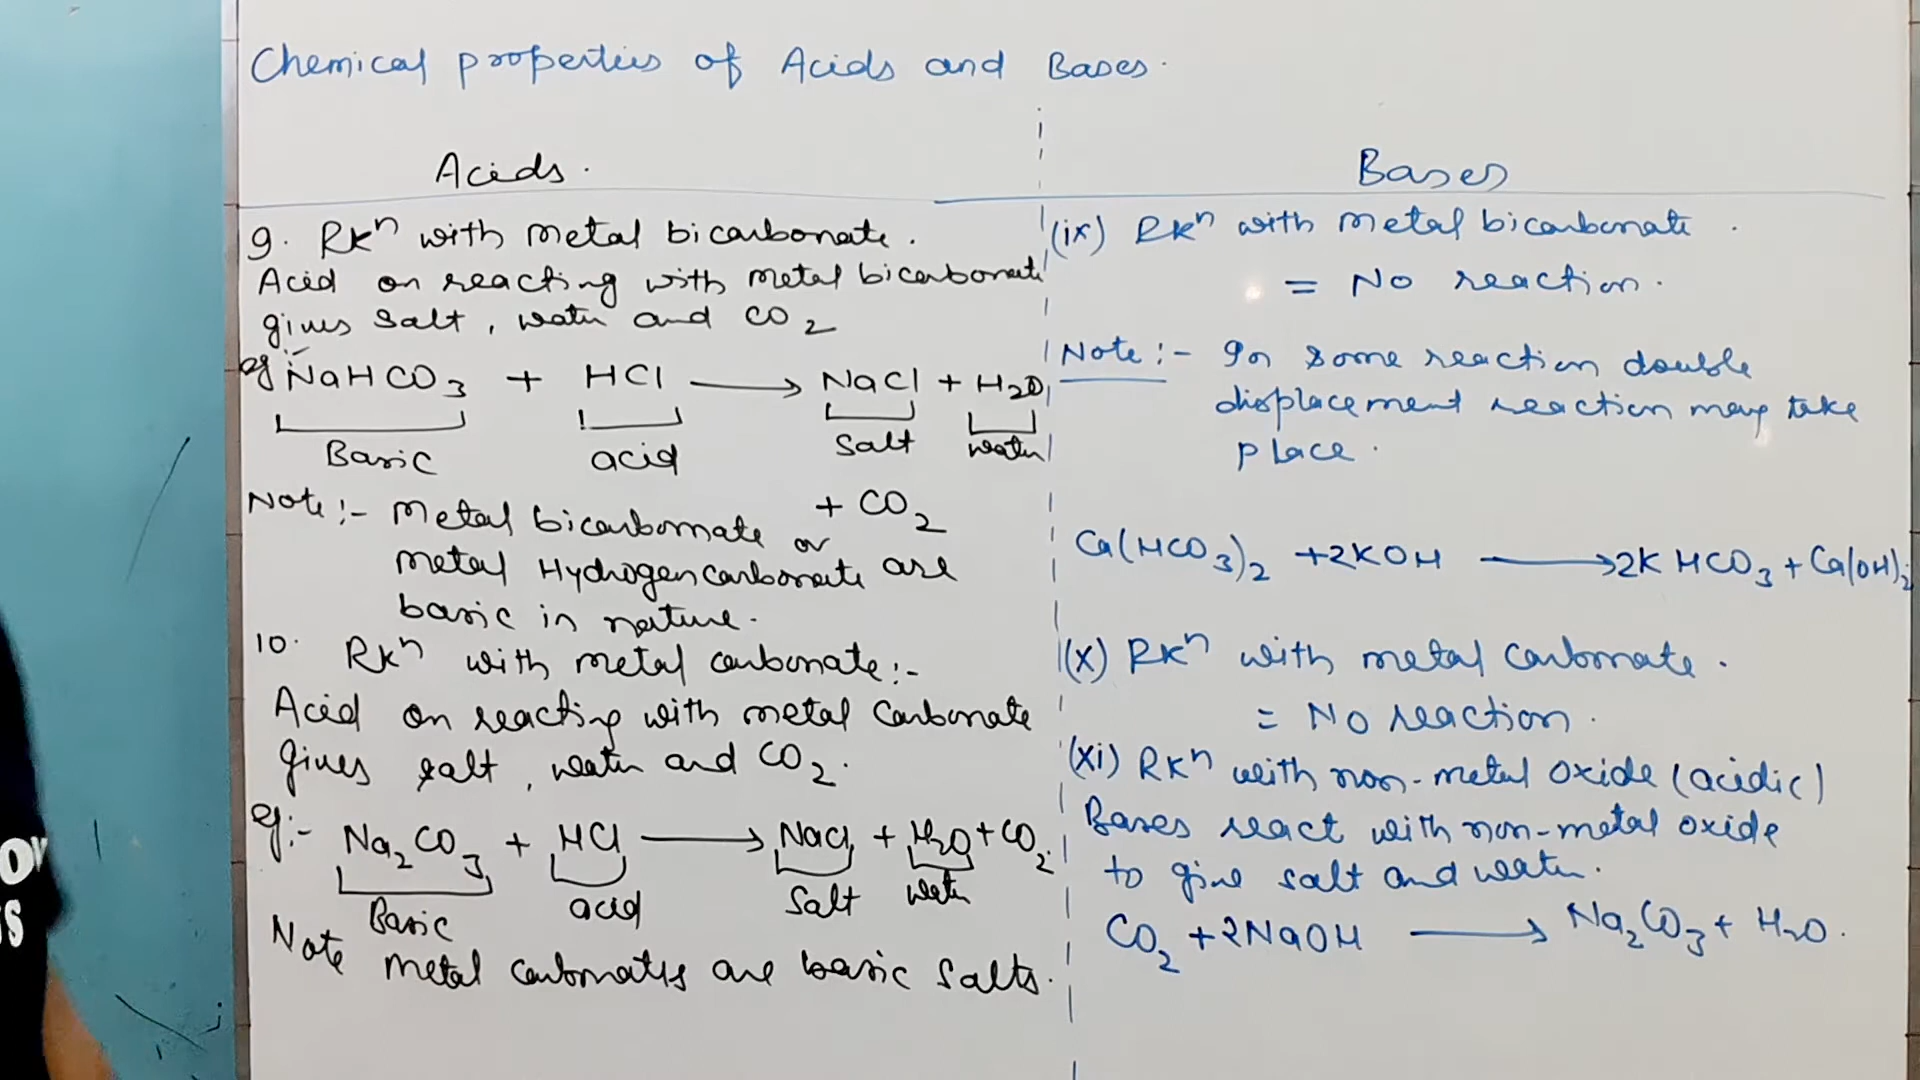 Chemical properties of Acids and Bases.
Acids.
9. Rxⁿ with metal bicarbonate.
Acid on reacting with metal bicarbonate
gives salt, water and CO₂
eg:- NaHCO₃ + HCl ⟶ NaCl + H₂O
Basic acid salt water
+ CO₂
Note:- Metal bicarbonate or
metal Hydrogencarbonate are
basic in nature.
10. Rxⁿ with metal carbonate:-
Acid on reacting with metal carbonate
gives salt, water and CO₂.
eg:- Na₂CO₃ + HCl ⟶ NaCl + H₂O + CO₂
Basic acid Salt water
Note Metal carbonates are basic salts.
Bases
(ix) Rxⁿ with metal bicarbonate.
= No reaction.
Note:- In some reaction double
displacement reaction may take
place.
Ca(HCO₃)₂ + 2KOH ⟶ 2KHCO₃ + Ca(OH)₂
(x) Rxⁿ with metal carbonate.
= No reaction.
(xi) Rxⁿ with non-metal oxide (acidic)
Bases react with non-metal oxide
to give salt and water.
CO₂ + 2NaOH ⟶ Na₂CO₃ + H₂O.